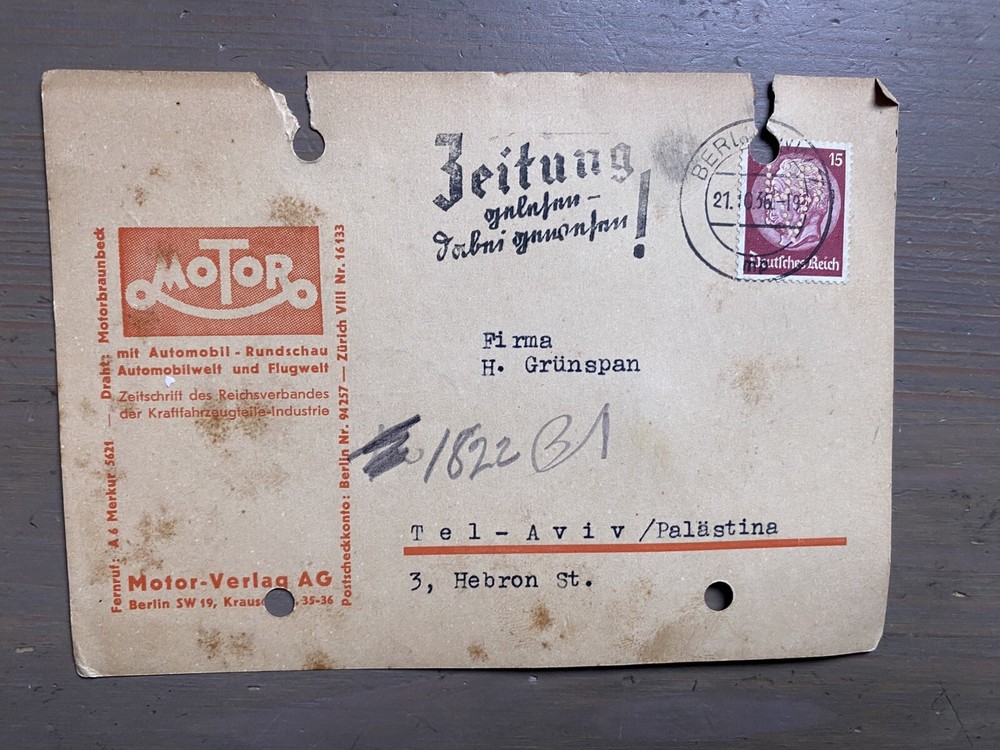 Zeitung
gelesen-
dabei gewesen!
21.10.36.-19
15
Deutsches Reich
MOTOR
mit Automobil-Rundschau
Automobilwelt und Flugwelt
Zeitschrift des Reichsverbandes
der Kraftfahrzeugteile-Industrie
Fernruf: A 6 Merkur 5621 — Draht: Motorbraunbeck
Postscheckkonto: Berlin Nr. 94257 — Zürich VIII Nr. 16133
Motor-Verlag AG
Berlin SW 19, 35-36
Firma
H. Grünspan
1822
Tel-Aviv/Palästina
3, Hebron St.